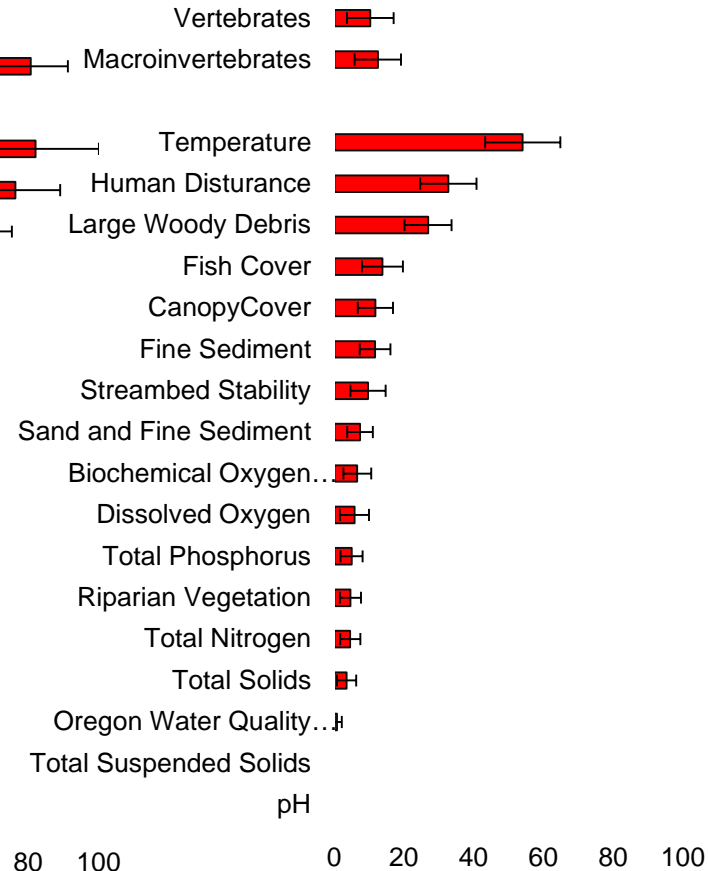 Vertebrates
Macroinvertebrates
Temperature
Human Disturance
Large Woody Debris
Fish Cover
CanopyCover
Fine Sediment
Streambed Stability
Sand and Fine Sediment
Biochemical Oxygen…
Dissolved Oxygen
Total Phosphorus
Riparian Vegetation
Total Nitrogen
Total Solids
Oregon Water Quality…
Total Suspended Solids
pH
0 20 40 60 80 100
80 100